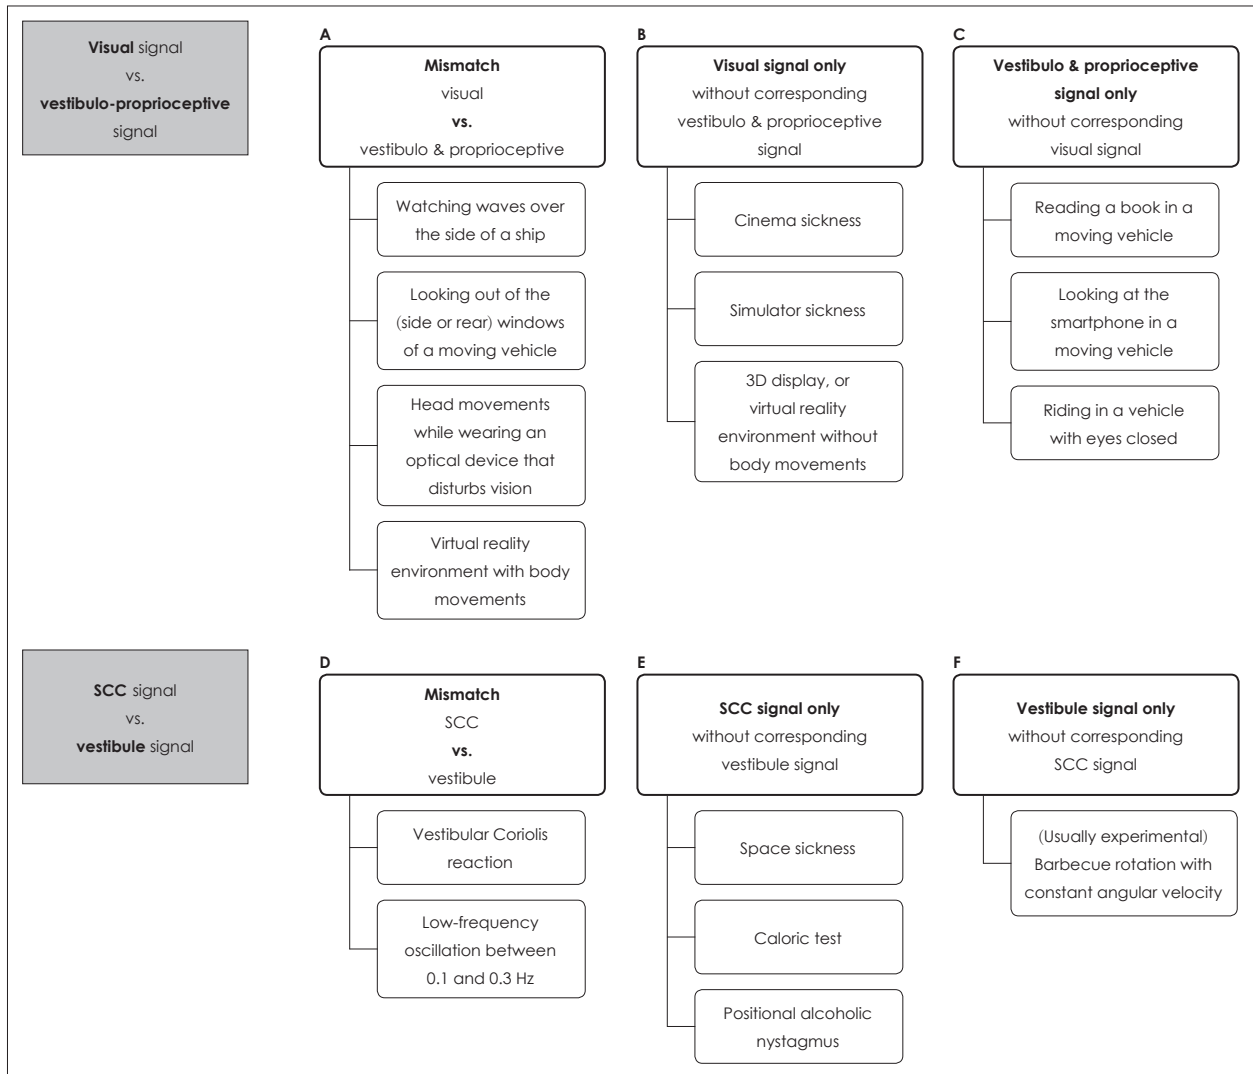 Visual signal
vs.
vestibulo-proprioceptive
signal
A
Mismatch
visual
vs.
vestibulo & proprioceptive
Watching waves over
the side of a ship
Looking out of the
(side or rear) windows
of a moving vehicle
Head movements
while wearing an
optical device that
disturbs vision
Virtual reality
environment with body
movements
B
Visual signal only
without corresponding
vestibulo & proprioceptive
signal
Cinema sickness
Simulator sickness
3D display, or
virtual reality
environment without
body movements
C
Vestibulo & proprioceptive
signal only
without corresponding
visual signal
Reading a book in a
moving vehicle
Looking at the
smartphone in a
moving vehicle
Riding in a vehicle
with eyes closed
SCC signal
vs.
vestibule signal
D
Mismatch
SCC
vs.
vestibule
Vestibular Coriolis
reaction
Low-frequency
oscillation between
0.1 and 0.3 Hz
E
SCC signal only
without corresponding
vestibule signal
Space sickness
Caloric test
Positional alcoholic
nystagmus
F
Vestibule signal only
without corresponding
SCC signal
(Usually experimental)
Barbecue rotation with
constant angular velocity